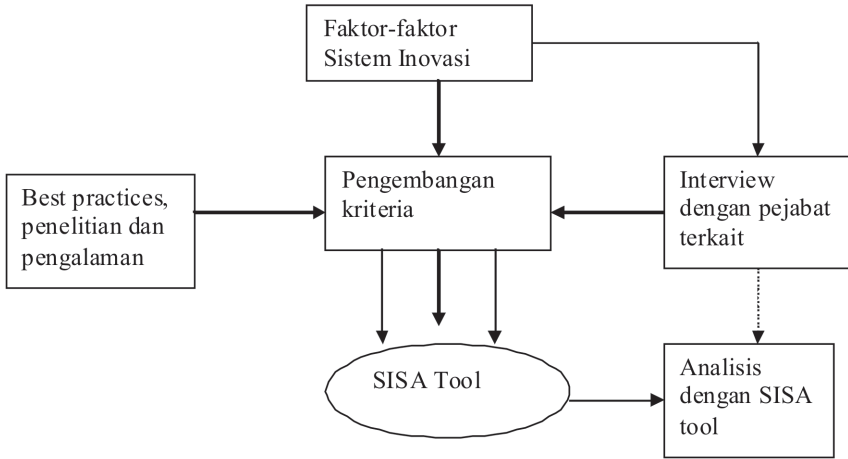 Faktor-faktor
Sistem Inovasi
Best practices,
penelitian dan
pengalaman
Pengembangan
kriteria
Interview
dengan pejabat
terkait
SISA Tool
Analisis
dengan SISA
tool